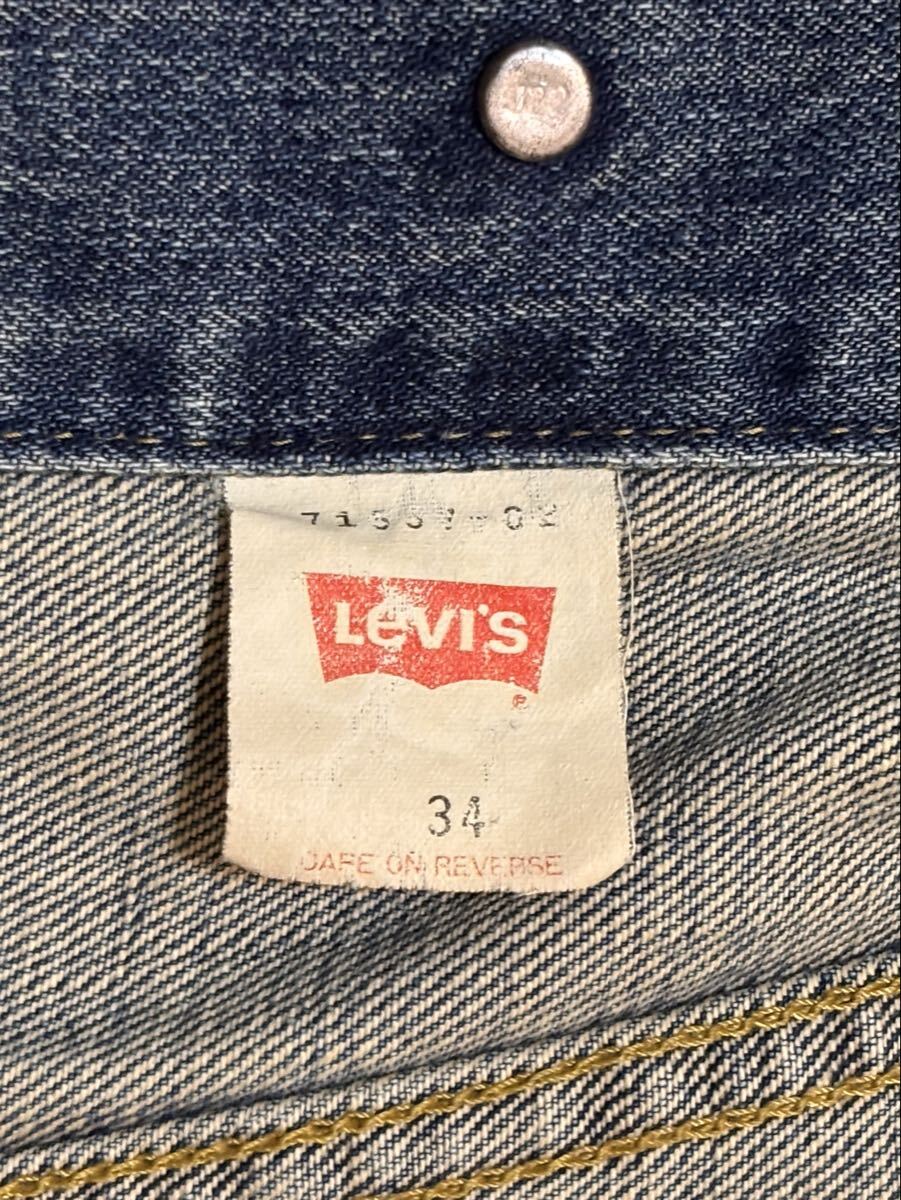 71557-02
LEVI'S
®
34
CARE ON REVERSE